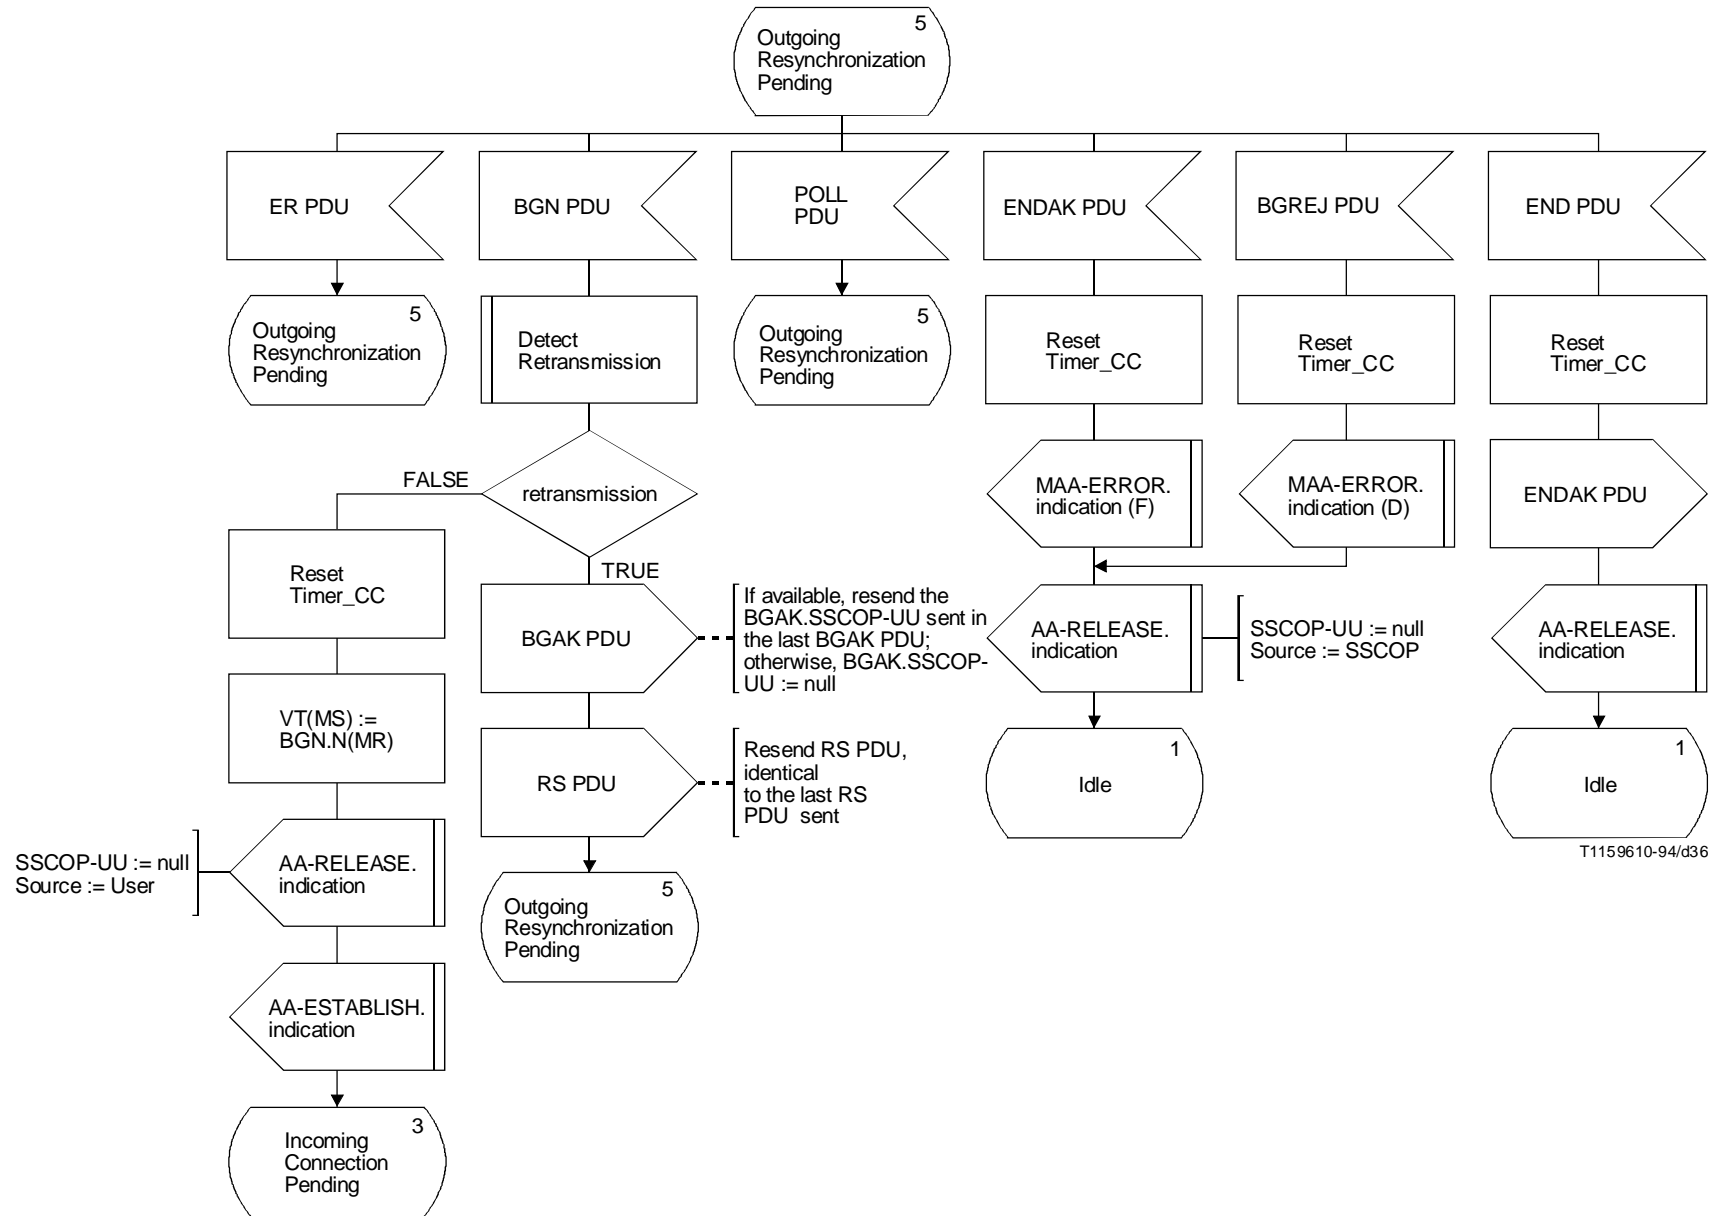 5
Outgoing
Resynchronization
Pending
ER PDU
BGN PDU
POLL
PDU
ENDAK PDU
BGREJ PDU
END PDU
5
Outgoing
Resynchronization
Pending
Detect
Retransmission
5
Outgoing
Resynchronization
Pending
Reset
Timer_CC
Reset
Timer_CC
Reset
Timer_CC
FALSE
retransmission
TRUE
MAA-ERROR.
indication (F)
MAA-ERROR.
indication (D)
ENDAK PDU
Reset
Timer_CC
BGAK PDU
If available, resend the
BGAK.SSCOP-UU sent in
the last BGAK PDU;
otherwise, BGAK.SSCOP-
UU := null
AA-RELEASE.
indication
SSCOP-UU := null
Source := SSCOP
AA-RELEASE.
indication
VT(MS) :=
BGN.N(MR)
RS PDU
Resend RS PDU,
identical
to the last RS
PDU sent
1
Idle
1
Idle
T1159610-94/d36
SSCOP-UU := null
Source := User
AA-RELEASE.
indication
5
Outgoing
Resynchronization
Pending
AA-ESTABLISH.
indication
3
Incoming
Connection
Pending